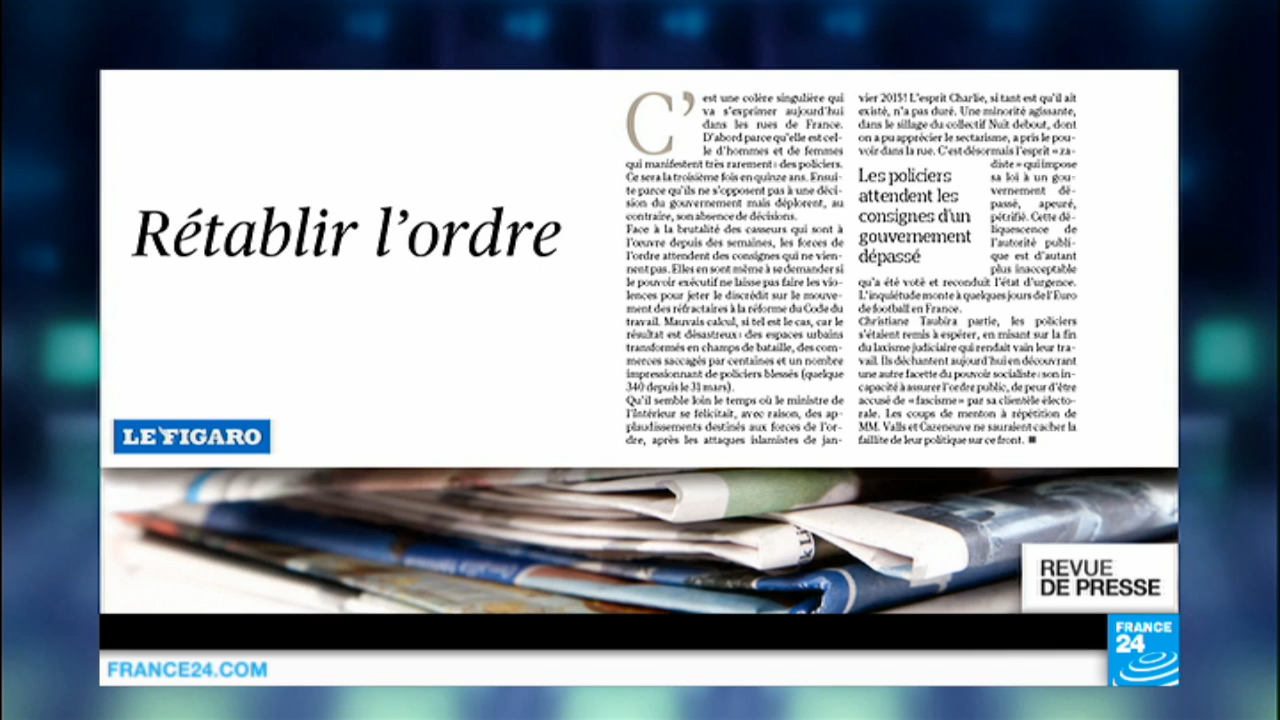 Rétablir l'ordre
LE FIGARO
C'est une colère singulière qui
va s'exprimer aujourd'hui
dans les rues de France.
D'abord parce qu'elle est cel-
le d'hommes et de femmes
qui manifestent très rarement : des policiers.
Ce sera la troisième fois en quinze ans. Ensui-
te parce qu'ils ne s'opposent pas à une déci-
sion du gouvernement mais déplorent, au
contraire, son absence de décisions.
Face à la brutalité des casseurs qui sont à
l'œuvre depuis des semaines, les forces de
l'ordre attendent des consignes qui ne vien-
nent pas. Elles en sont même à se demander si
le pouvoir exécutif ne laisse pas faire les vio-
lences pour jeter le discrédit sur le mouve-
ment des réfractaires à la réforme du Code du
travail. Mauvais calcul, si tel est le cas, car le
résultat est désastreux : des espaces urbains
transformés en champs de bataille, des com-
merces saccagés par centaines et un nombre
impressionnant de policiers blessés (quelque
340 depuis le 31 mars).
Qu'il semble loin le temps où le ministre de
l'Intérieur se félicitait, avec raison, des ap-
plaudissements destinés aux forces de l'or-
dre, après les attaques islamistes de jan-
vier 2015 ! L'esprit Charlie, si tant est qu'il ait
existé, n'a pas duré. Une minorité agissante,
dans le sillage du collectif Nuit debout, dont
on a pu apprécier le sectarisme, a pris le pou-
voir dans la rue. C'est désormais l'esprit « za-
diste » qui impose
sa loi à un gou-
vernement dé-
passé, apeuré,
pétrifié. Cette dé-
liquescence de
l'autorité publi-
que est d'autant
plus inacceptable
Les policiers
attendent les
consignes d'un
gouvernement
dépassé
qu'a été voté et reconduit l'état d'urgence.
L'inquiétude monte à quelques jours de l'Euro
de football en France.
Christiane Taubira partie, les policiers
s'étaient remis à espérer, en misant sur la fin
du laxisme judiciaire qui rendait vain leur tra-
vail. Ils déchantent aujourd'hui en découvrant
une autre facette du pouvoir socialiste : son in-
capacité à assurer l'ordre public, de peur d'être
accusé de « fascisme » par sa clientèle électo-
rale. Les coups de menton à répétition de
MM. Valls et Cazeneuve ne sauraient cacher la
faillite de leur politique sur ce front. ■
REVUE
DE PRESSE
FRANCE
24
FRANCE24.COM